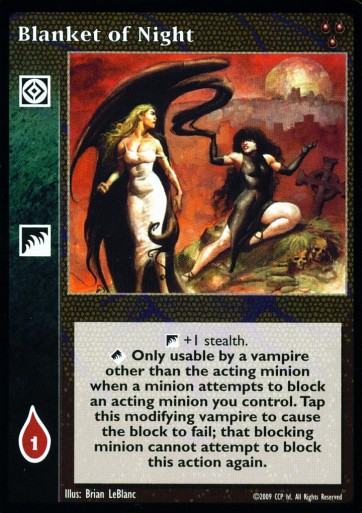 Blanket of Night
+1 stealth.
Only usable by a vampire
other than the acting minion
when a minion attempts to block
an acting minion you control. Tap
this modifying vampire to cause
the block to fail; that blocking
minion cannot attempt to block
this action again.
1
Illus: Brian LeBlanc ©2009 CCP hf. All Rights Reserved